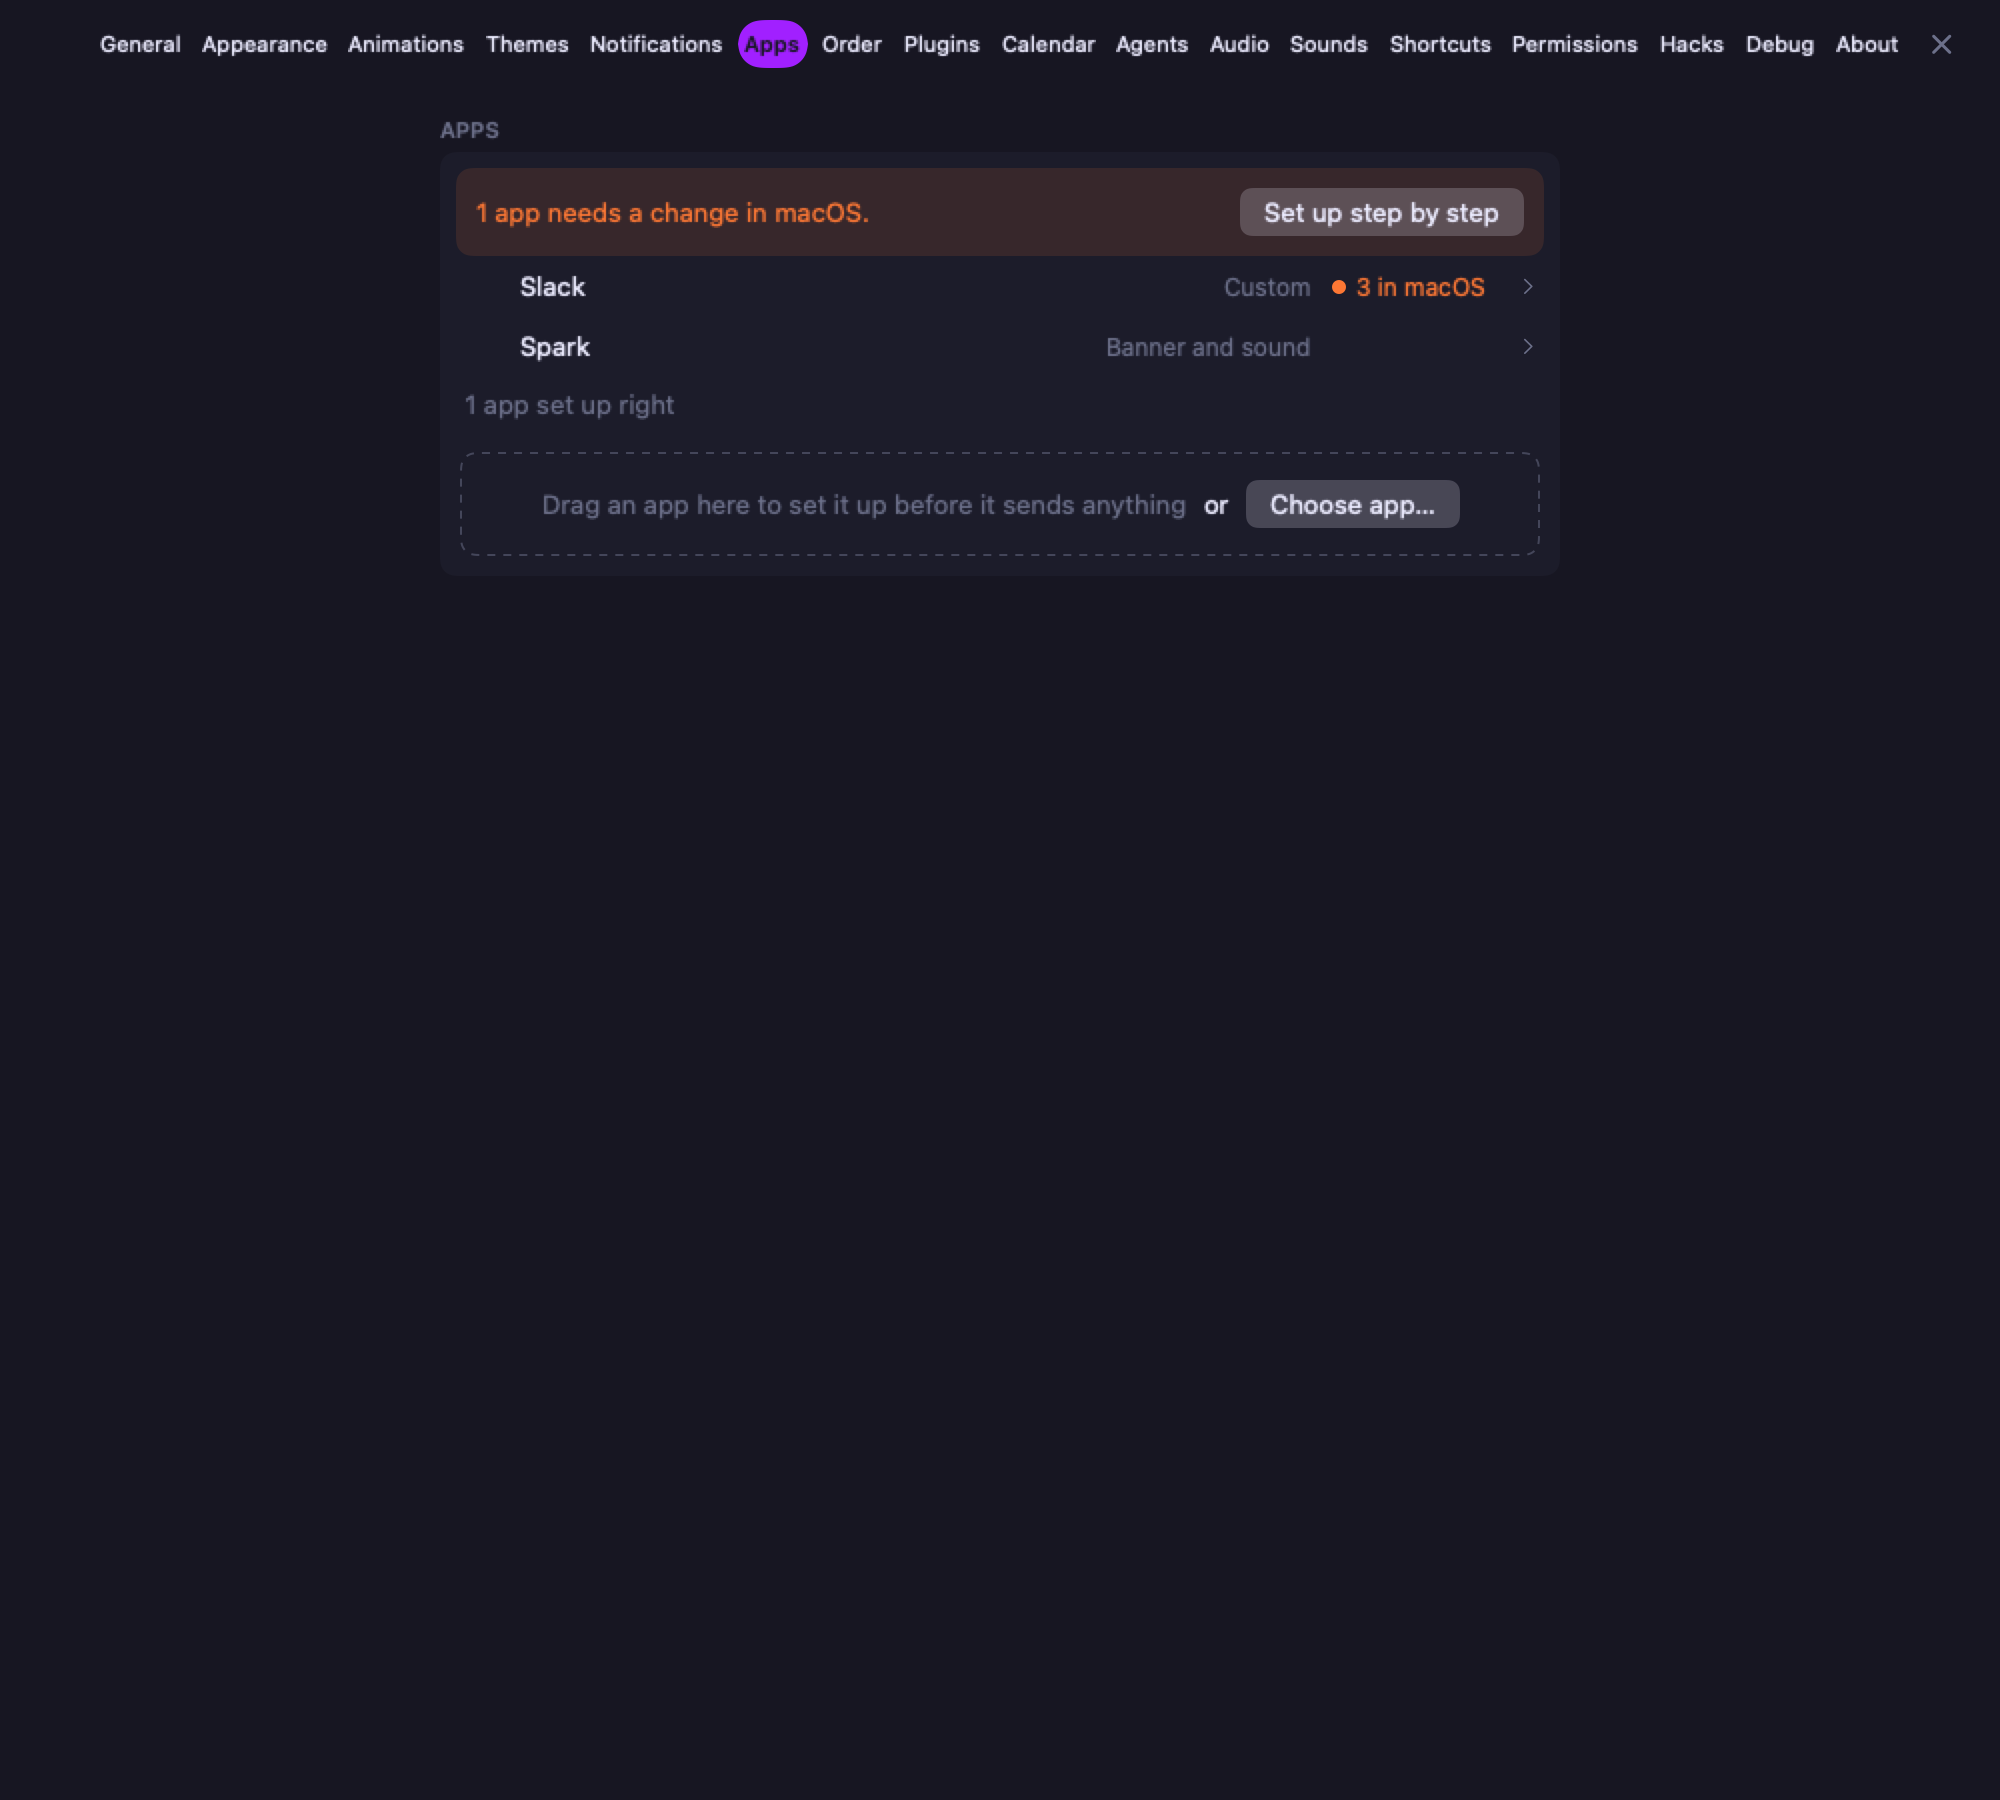 General Appearance Animations Themes Notifications Apps Order Plugins Calendar Agents Audio Sounds Shortcuts Permissions Hacks Debug About
APPS
1 app needs a change in macOS. Set up step by step
Slack Custom 3 in macOS
Spark Banner and sound
1 app set up right
Drag an app here to set it up before it sends anything or Choose app...